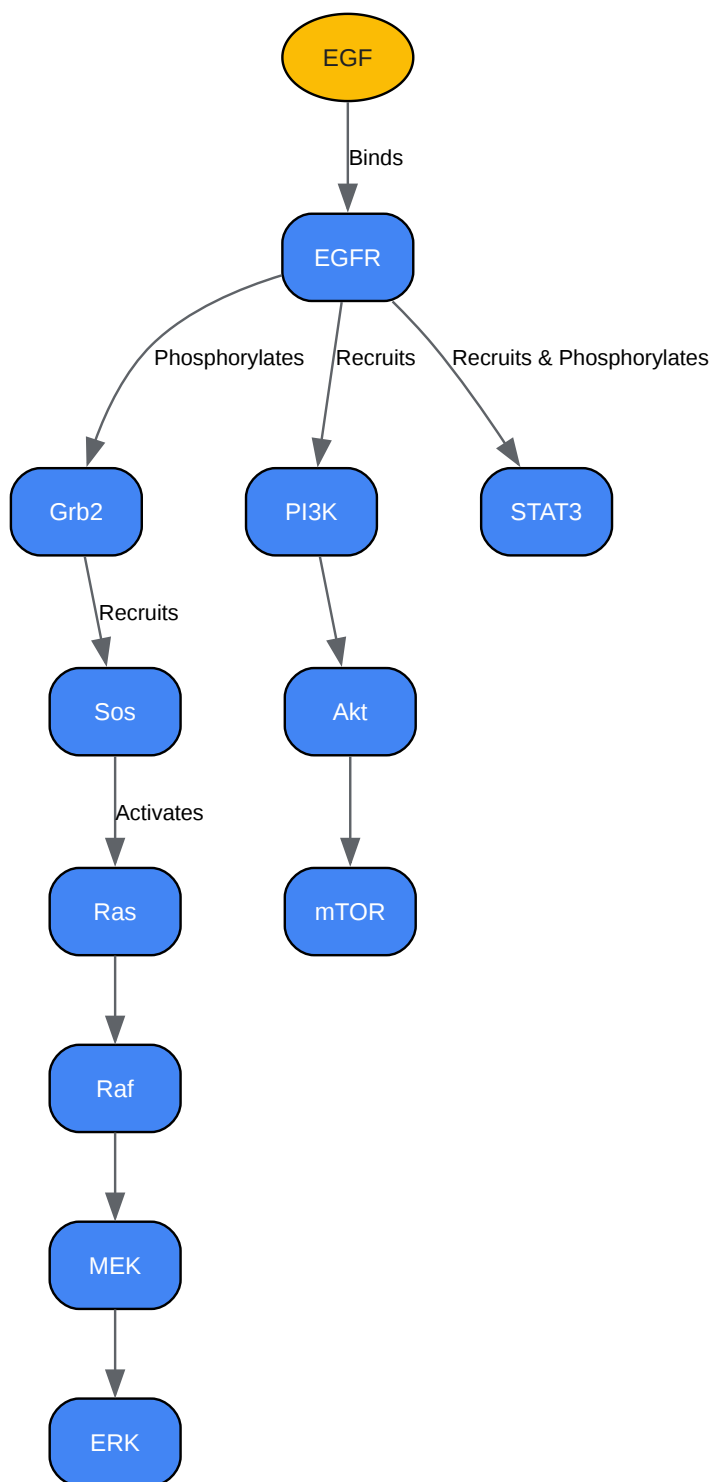 EGF
Binds
EGFR
Phosphorylates
Recruits
Recruits & Phosphorylates
Grb2
PI3K
STAT3
Recruits
Sos
Akt
Activates
Ras
mTOR
Raf
MEK
ERK